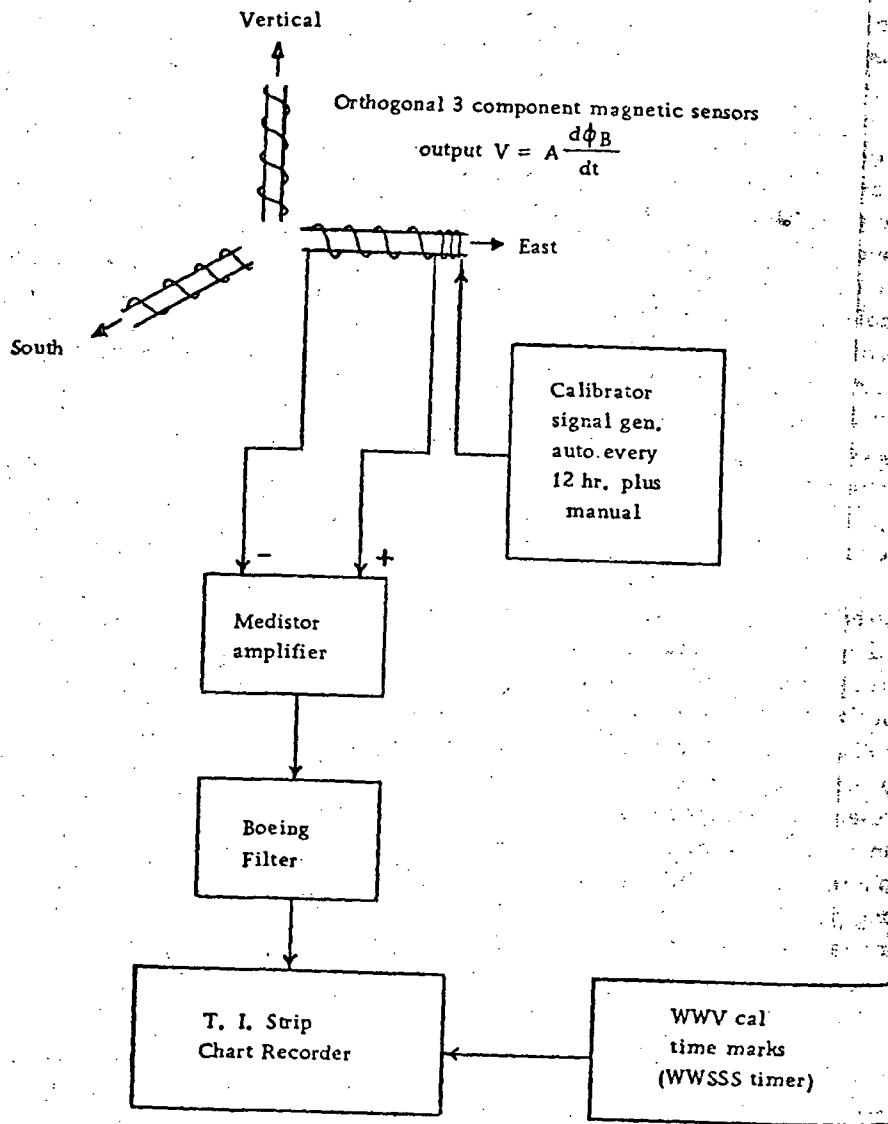 Vertical
Orthogonal 3 component magnetic sensors
output V = A dϕB/dt
East
South
Calibrator
signal gen.
auto.every
12 hr. plus
manual
- +
Medistor
amplifier
Boeing
Filter
T. I. Strip
Chart Recorder
WWV cal
time marks
(WWSSS timer)